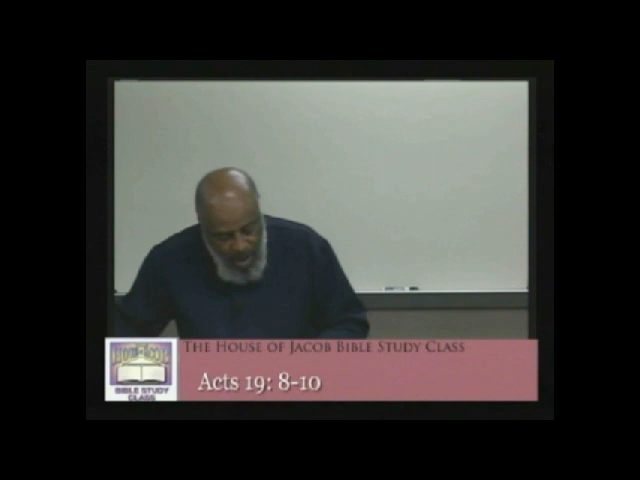 THE HOUSE OF JACOB BIBLE STUDY CLASS
Acts 19: 8-10
BIBLE STUDY
CLASS